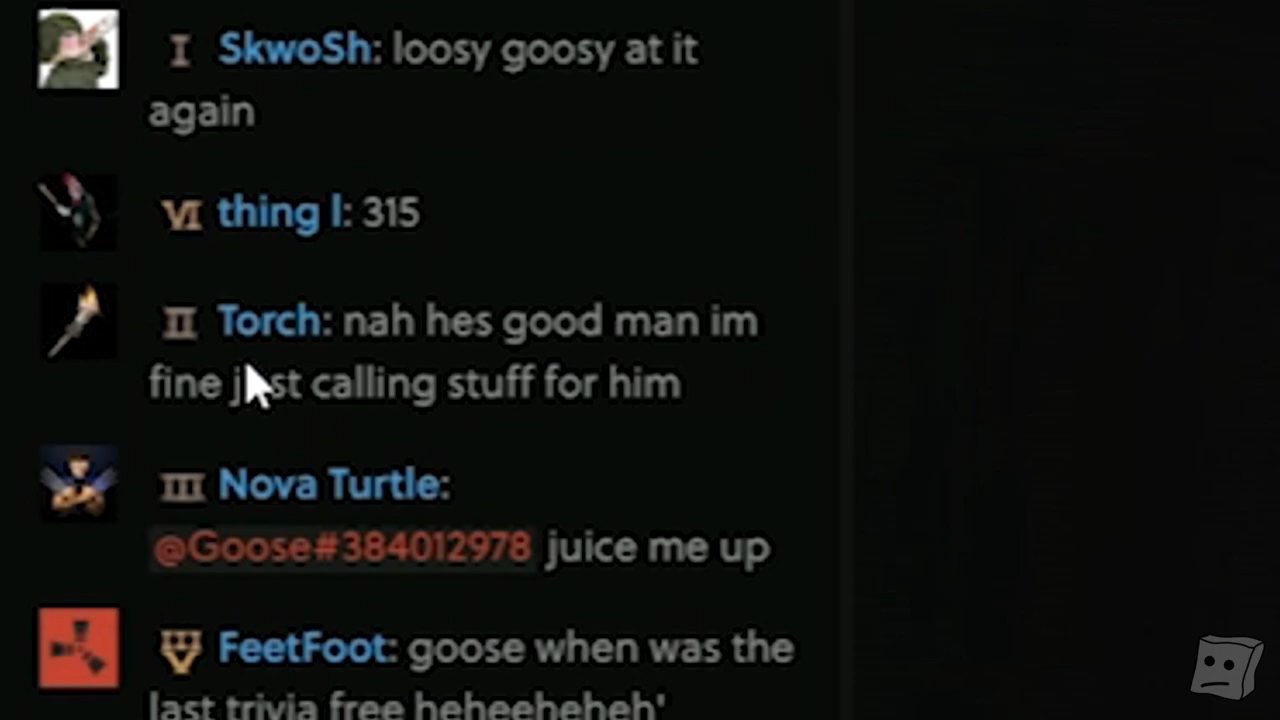 I SkwoSh: loosy goosy at it
again
VI thing l: 315
II Torch: nah hes good man im
fine just calling stuff for him
III Nova Turtle:
@Goose#384012978 juice me up
FeetFoot: goose when was the
last trivia free heheeheheh'